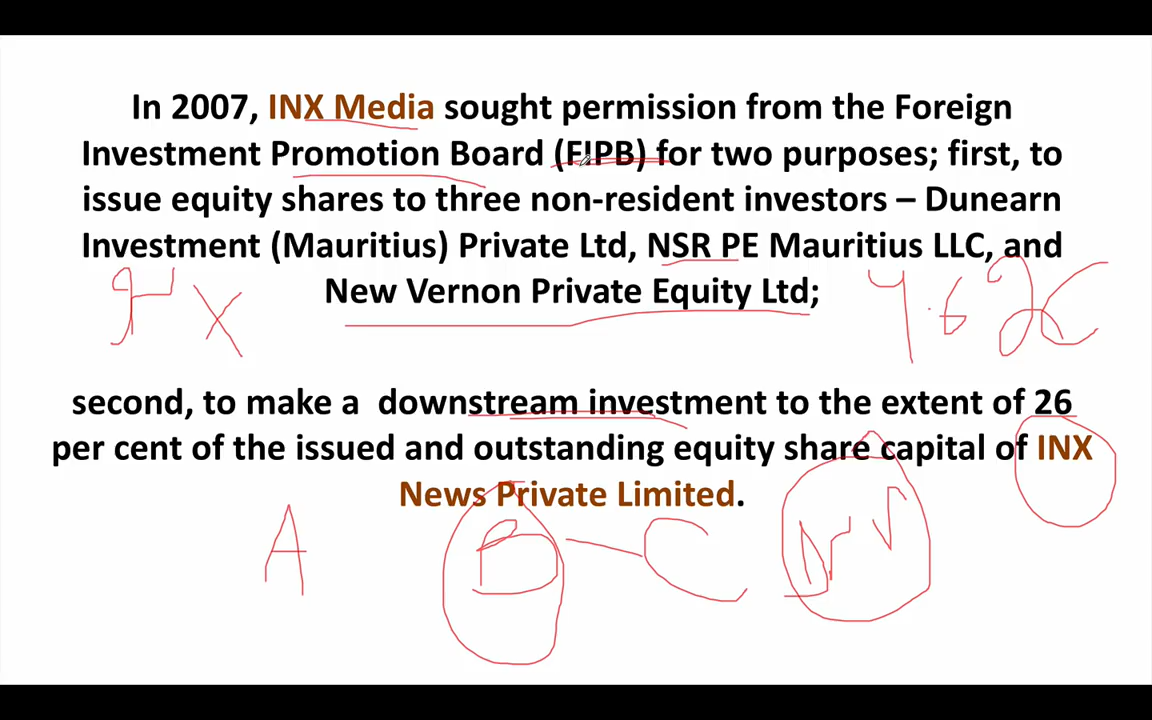 In 2007, INX Media sought permission from the Foreign
Investment Promotion Board (FIPB) for two purposes; first, to
issue equity shares to three non-resident investors – Dunearn
Investment (Mauritius) Private Ltd, NSR PE Mauritius LLC, and
New Vernon Private Equity Ltd;
X
4.62
second, to make a downstream investment to the extent of 26
per cent of the issued and outstanding equity share capital of INX
News Private Limited.
A B C